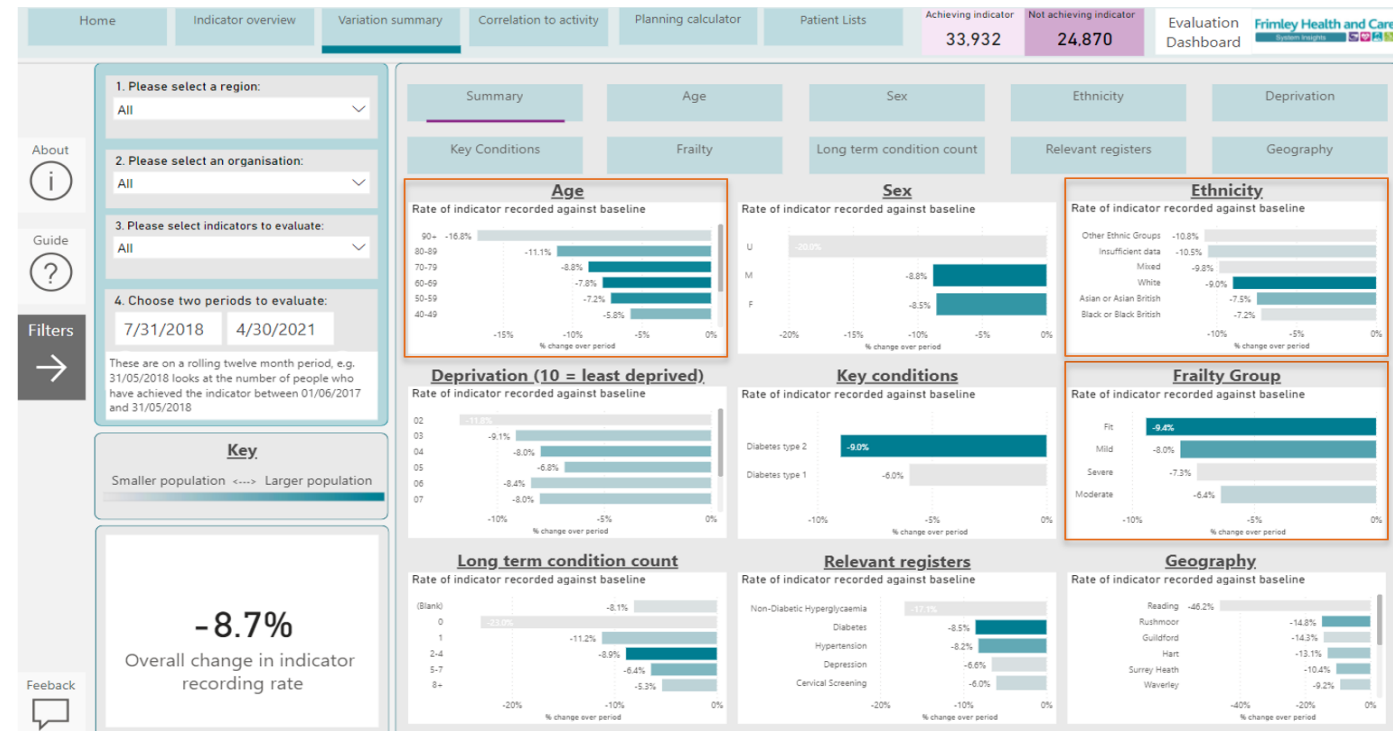 Home
Indicator overview
Variation summary
Correlation to activity
Planning calculator
Patient Lists
Achieving indicator
33,932
Not achieving indicator
24,870
Evaluation
Dashboard
Frimley Health and Care
System Insights
About
i
Guide
?
Filters
Feeback
1. Please select a region:
All
2. Please select an organisation:
All
3. Please select indicators to evaluate:
All
4. Choose two periods to evaluate:
7/31/2018 4/30/2021
These are on a rolling twelve month period, e.g.
31/05/2018 looks at the number of people who
have achieved the indicator between 01/06/2017
and 31/05/2018
Key
Smaller population <---> Larger population
-8.7%
Overall change in indicator
recording rate
Summary
Age
Sex
Ethnicity
Deprivation
Key Conditions
Frailty
Long term condition count
Relevant registers
Geography
Age
Rate of indicator recorded against baseline
90+ -16.8%
80-89 -11.1%
70-79 -8.8%
60-69 -7.8%
50-59 -7.2%
40-49 -5.8%
-15% -10% -5% 0%
% change over period
Sex
Rate of indicator recorded against baseline
U -20.0%
M -8.8%
F -8.5%
-20% -15% -10% -5% 0%
% change over period
Ethnicity
Rate of indicator recorded against baseline
Other Ethnic Groups -10.8%
Insufficient data -10.5%
Mixed -9.8%
White -9.0%
Asian or Asian British -7.5%
Black or Black British -7.2%
-10% -5% 0%
% change over period
Deprivation (10 = least deprived)
Rate of indicator recorded against baseline
02
03 -9.1%
04 -8.0%
05 -6.8%
06 -8.4%
07 -8.0%
-10% -5% 0%
% change over period
Key conditions
Rate of indicator recorded against baseline
Diabetes type 2 -9.0%
Diabetes type 1 -6.0%
-10% -5% 0%
% change over period
Frailty Group
Rate of indicator recorded against baseline
Fit -9.4%
Mild -8.0%
Severe -7.3%
Moderate -6.4%
-10% -5% 0%
% change over period
Long term condition count
Rate of indicator recorded against baseline
(Blank) -8.1%
0
1 -11.2%
2-4 -8.9%
5-7 -6.4%
8+ -5.3%
-20% -10% 0%
% change over period
Relevant registers
Rate of indicator recorded against baseline
Non-Diabetic Hyperglycaemia -17.1%
Diabetes -8.5%
Hypertension -8.2%
Depression -6.6%
Cervical Screening -6.0%
-20% -10% 0%
% change over period
Geography
Rate of indicator recorded against baseline
Reading -46.2%
Rushmoor -14.8%
Guildford -14.3%
Hart -13.1%
Surrey Heath -10.4%
Waverley -9.2%
-40% -20% 0%
% change over period